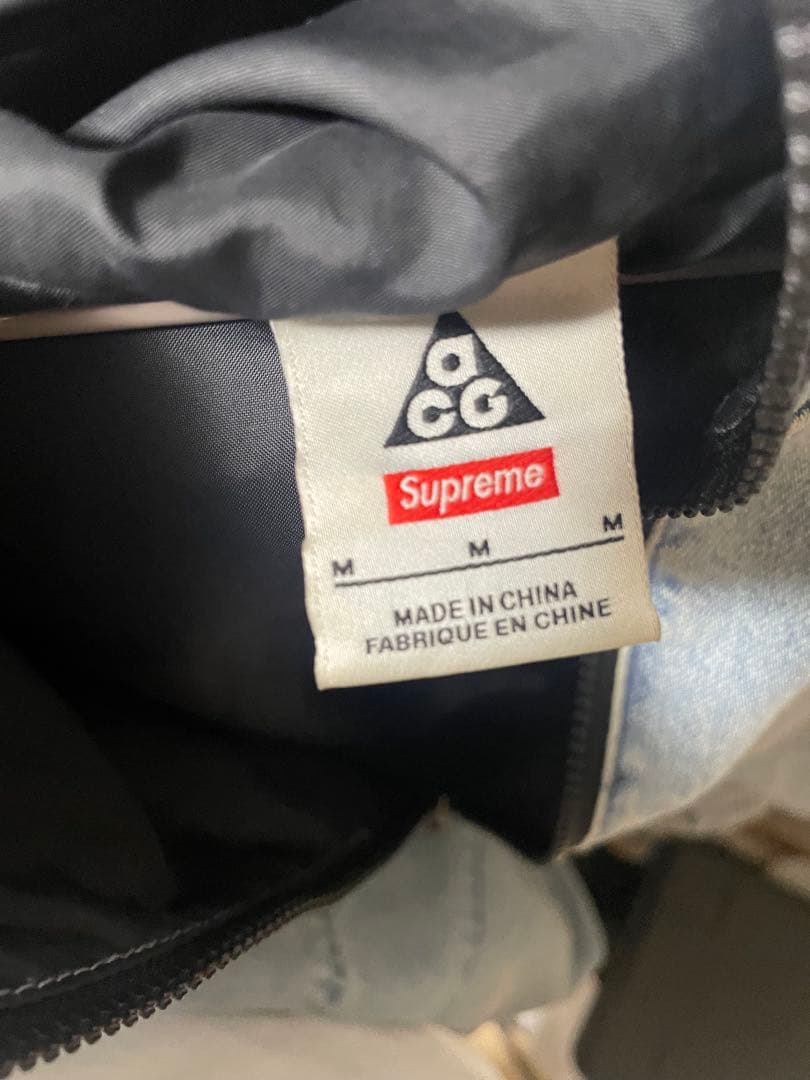 aCG
Supreme
M M M
MADE IN CHINA
FABRIQUE EN CHINE